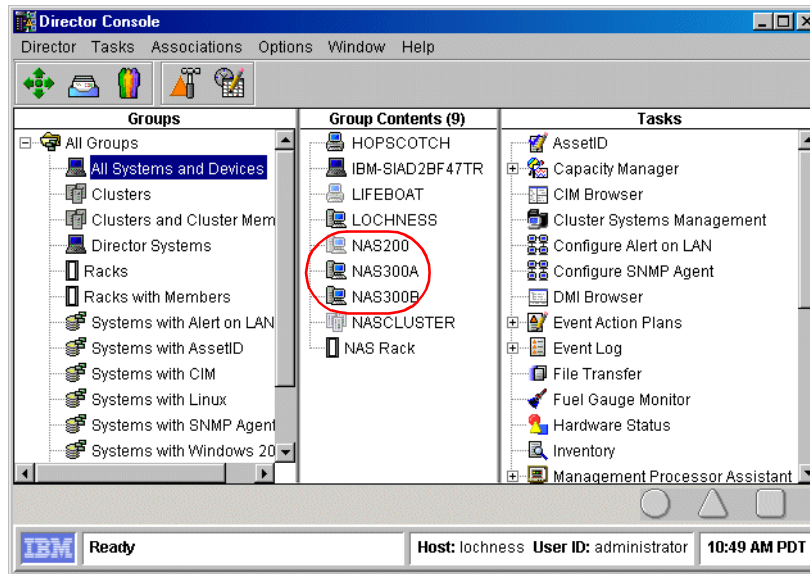 Director Console
Director Tasks Associations Options Window Help
Groups
All Groups
All Systems and Devices
Clusters
Clusters and Cluster Mem
Director Systems
Racks
Racks with Members
Systems with Alert on LAN
Systems with AssetID
Systems with CIM
Systems with Linux
Systems with SNMP Agent
Systems with Windows 20
Group Contents (9)
HOPSCOTCH
IBM-SIAD2BF47TR
LIFEBOAT
LOCHNESS
NAS200
NAS300A
NAS300B
NASCLUSTER
NAS Rack
Tasks
AssetID
Capacity Manager
CIM Browser
Cluster Systems Management
Configure Alert on LAN
Configure SNMP Agent
DMI Browser
Event Action Plans
Event Log
File Transfer
Fuel Gauge Monitor
Hardware Status
Inventory
Management Processor Assistant
IBM
Ready
Host: lochness User ID: administrator
10:49 AM PDT